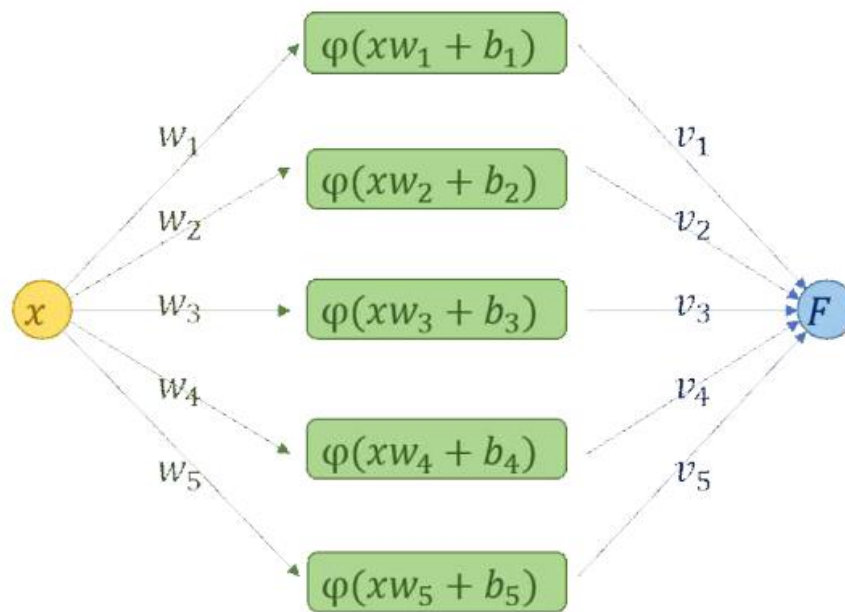 φ(xw₁ + b₁)
w₁ v₁
φ(xw₂ + b₂)
w₂ v₂
x w₃ φ(xw₃ + b₃) v₃ F
w₄ v₄
φ(xw₄ + b₄)
w₅ v₅
φ(xw₅ + b₅)